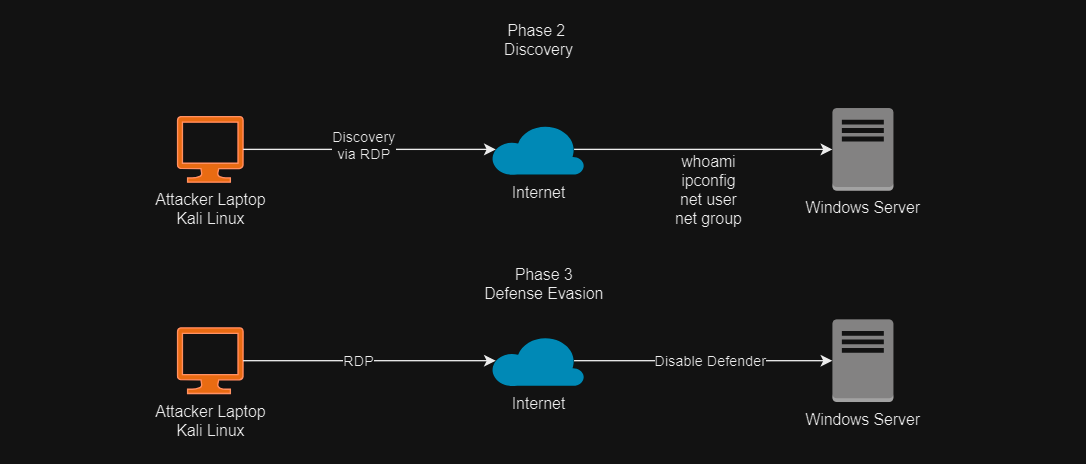 Phase 2
Discovery
Discovery
via RDP
whoami
ipconfig
net user
net group
Attacker Laptop
Kali Linux
Internet
Windows Server
Phase 3
Defense Evasion
RDP
Disable Defender
Attacker Laptop
Kali Linux
Internet
Windows Server